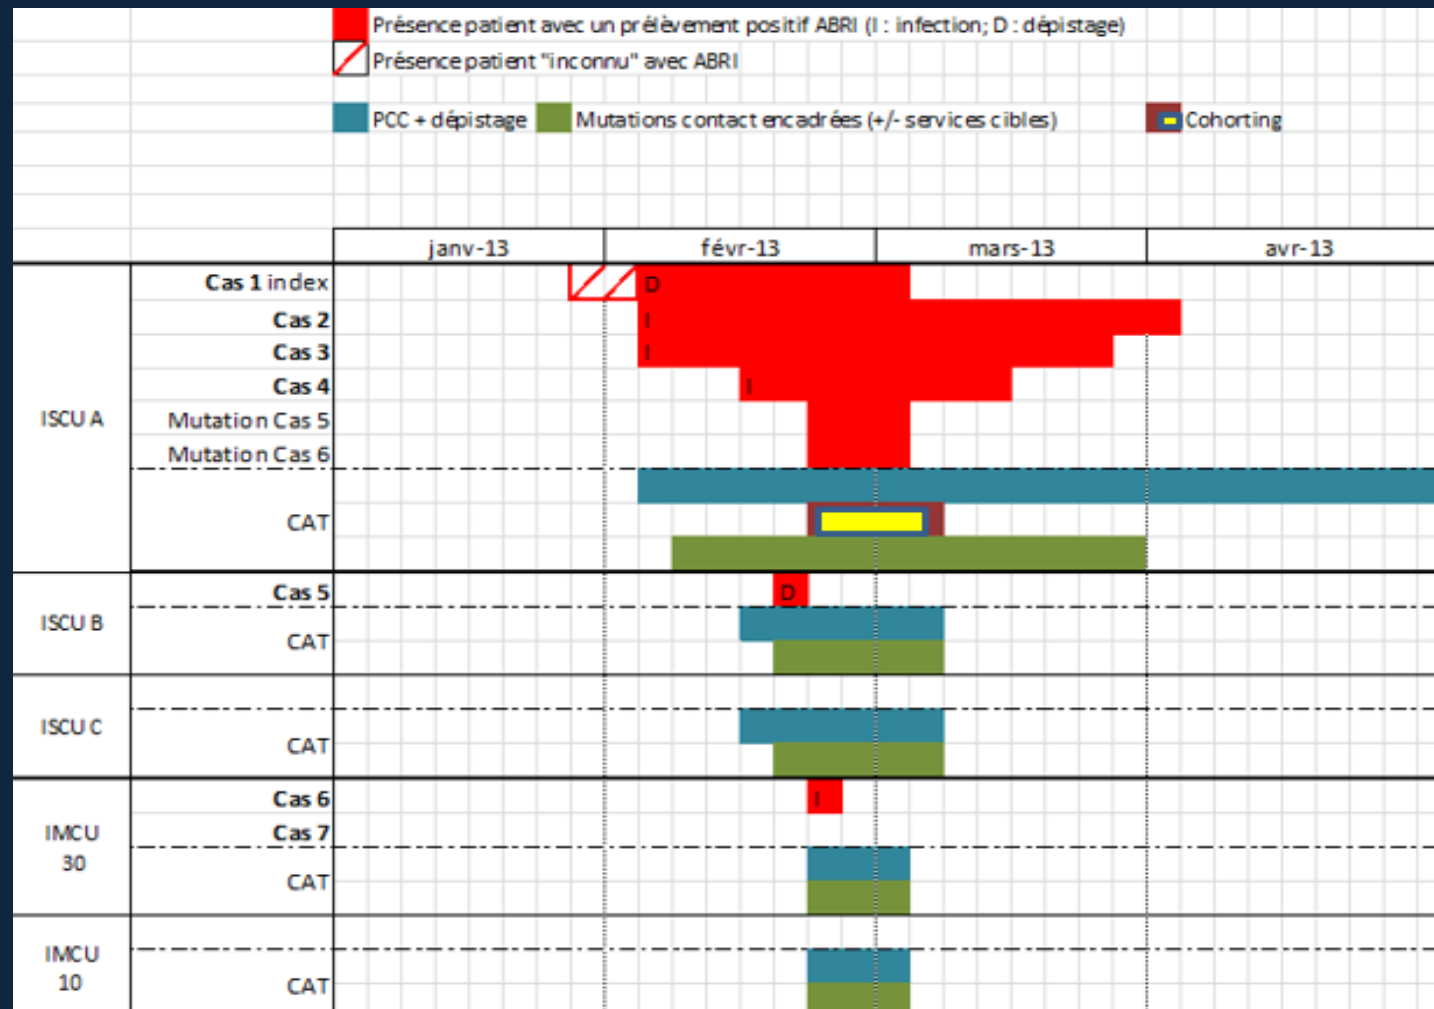 Présence patient avec un prélèvement positif ABRI (I : infection; D : dépistage)
Présence patient "inconnu" avec ABRI
PCC + dépistage Mutations contact encadrées (+/- services cibles) Cohorting
janv-13 févr-13 mars-13 avr-13
Cas 1 index D
Cas 2 I
Cas 3 I
Cas 4 I
ISCU A
Mutation Cas 5
Mutation Cas 6
CAT
Cas 5 D
ISCU B
CAT
ISCU C
CAT
Cas 6 I
IMCU
30
Cas 7
CAT
IMCU
10
CAT